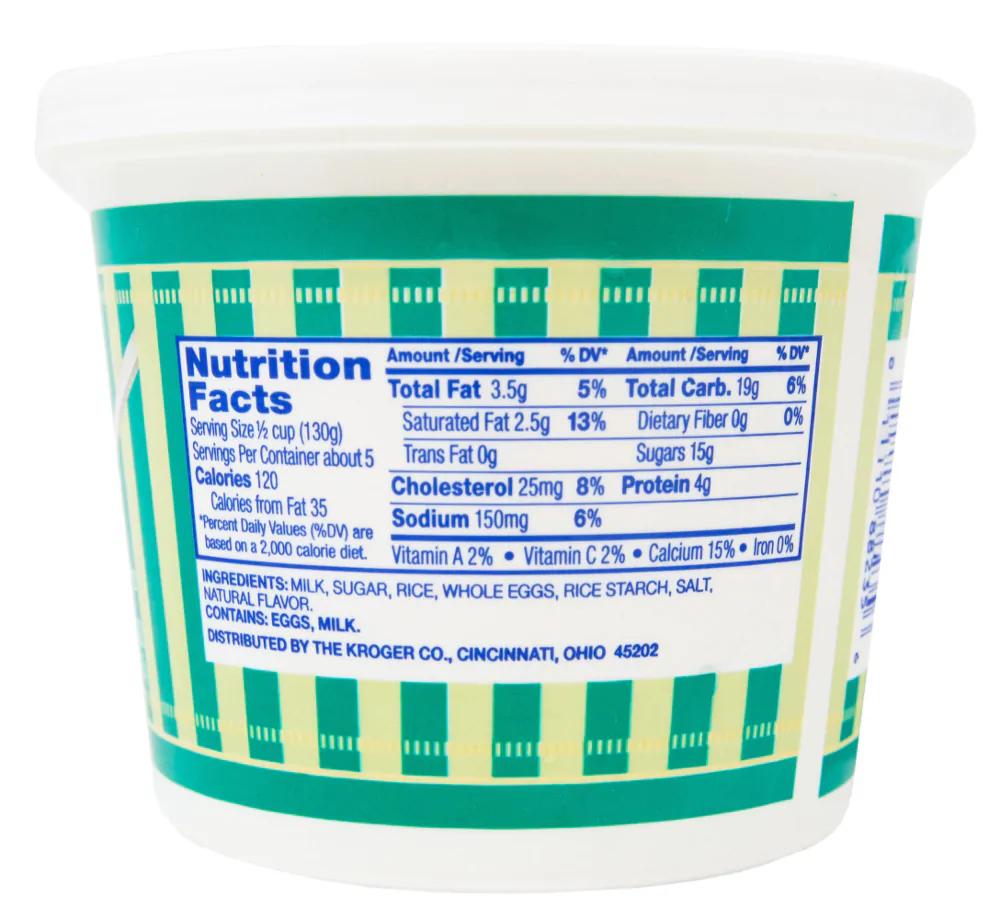 Nutrition
Facts
Serving Size ½ cup (130g)
Servings Per Container about 5
Calories 120
Calories from Fat 35
*Percent Daily Values (%DV) are
based on a 2,000 calorie diet.
Amount /Serving % DV* Amount /Serving % DV*
Total Fat 3.5g 5% Total Carb. 19g 6%
Saturated Fat 2.5g 13% Dietary Fiber 0g 0%
Trans Fat 0g Sugars 15g
Cholesterol 25mg 8% Protein 4g
Sodium 150mg 6%
Vitamin A 2% • Vitamin C 2% • Calcium 15% • Iron 0%
INGREDIENTS: MILK, SUGAR, RICE, WHOLE EGGS, RICE STARCH, SALT,
NATURAL FLAVOR.
CONTAINS: EGGS, MILK.
DISTRIBUTED BY THE KROGER CO., CINCINNATI, OHIO 45202